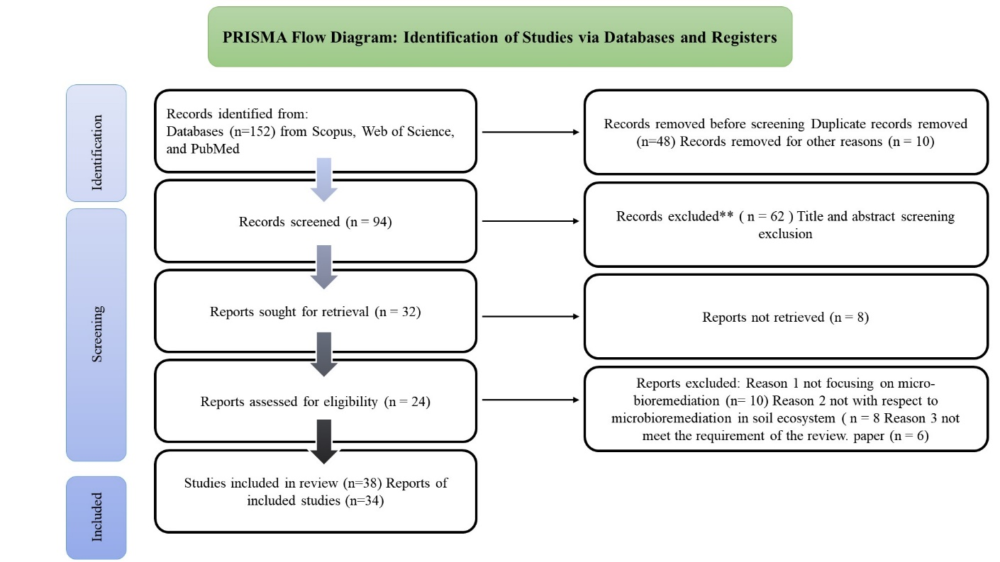 PRISMA Flow Diagram: Identification of Studies via Databases and Registers
Identification
Records identified from:
Databases (n=152) from Scopus, Web of Science,
and PubMed
Records removed before screening Duplicate records removed
(n=48) Records removed for other reasons (n = 10)
Screening
Records screened (n = 94)
Records excluded** ( n = 62 ) Title and abstract screening
exclusion
Reports sought for retrieval (n = 32)
Reports not retrieved (n = 8)
Reports assessed for eligibility (n = 24)
Reports excluded: Reason 1 not focusing on micro-
bioremediation (n= 10) Reason 2 not with respect to
microbioremediation in soil ecosystem ( n = 8 Reason 3 not
meet the requirement of the review. paper (n = 6)
Included
Studies included in review (n=38) Reports of
included studies (n=34)